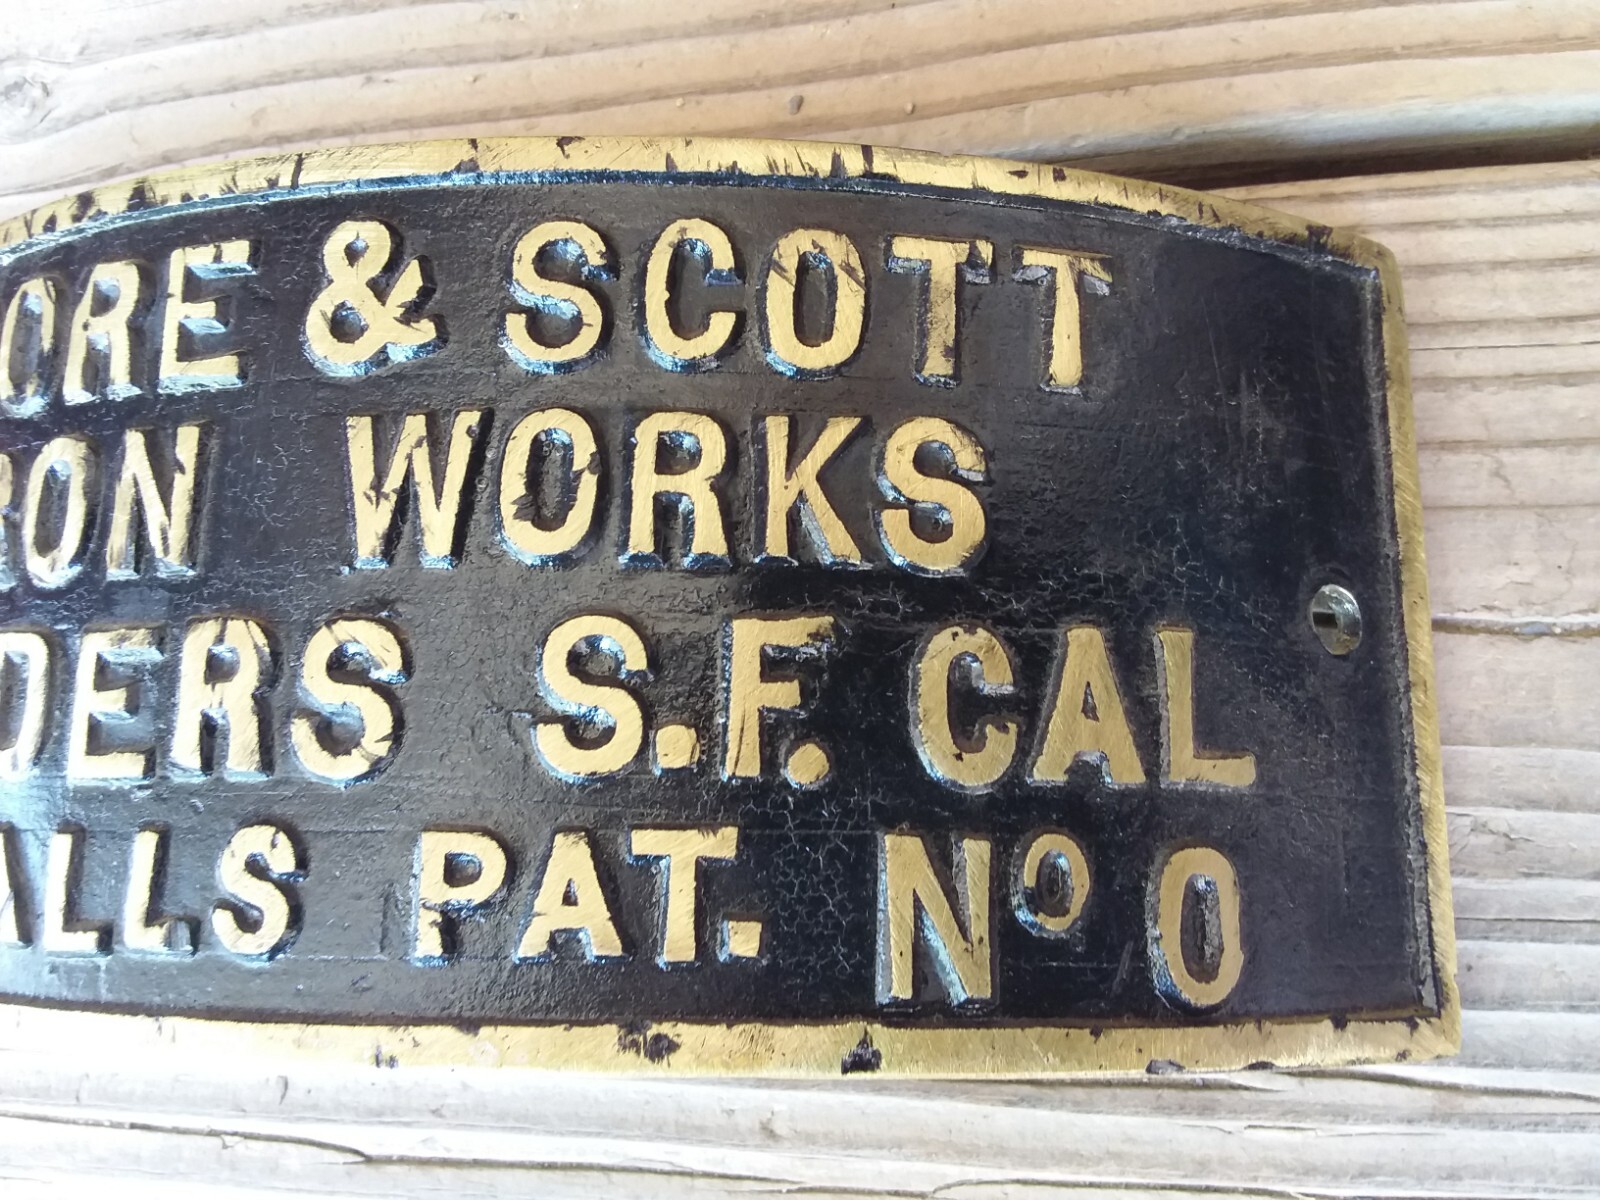 ORE & SCOTT
RON WORKS
DERS S.F. CAL
ALLS PAT. Nº 0